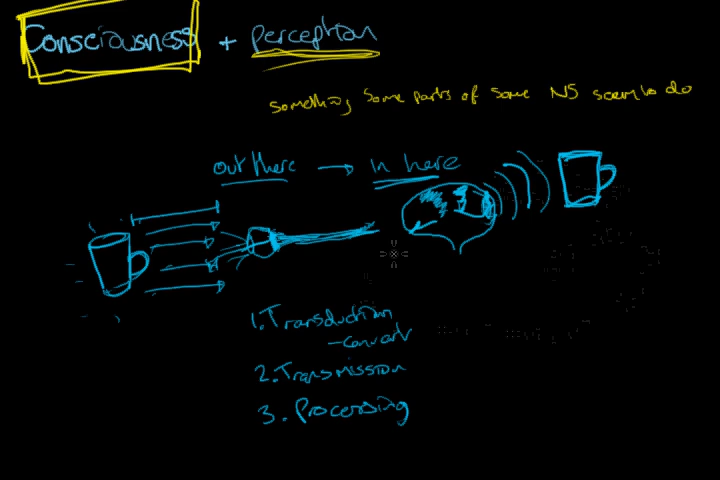 Consciousness + perception
something some parts of some NS seem to do
out there → in here
1. Transduction
- convert
2. Transmission
3. Processing